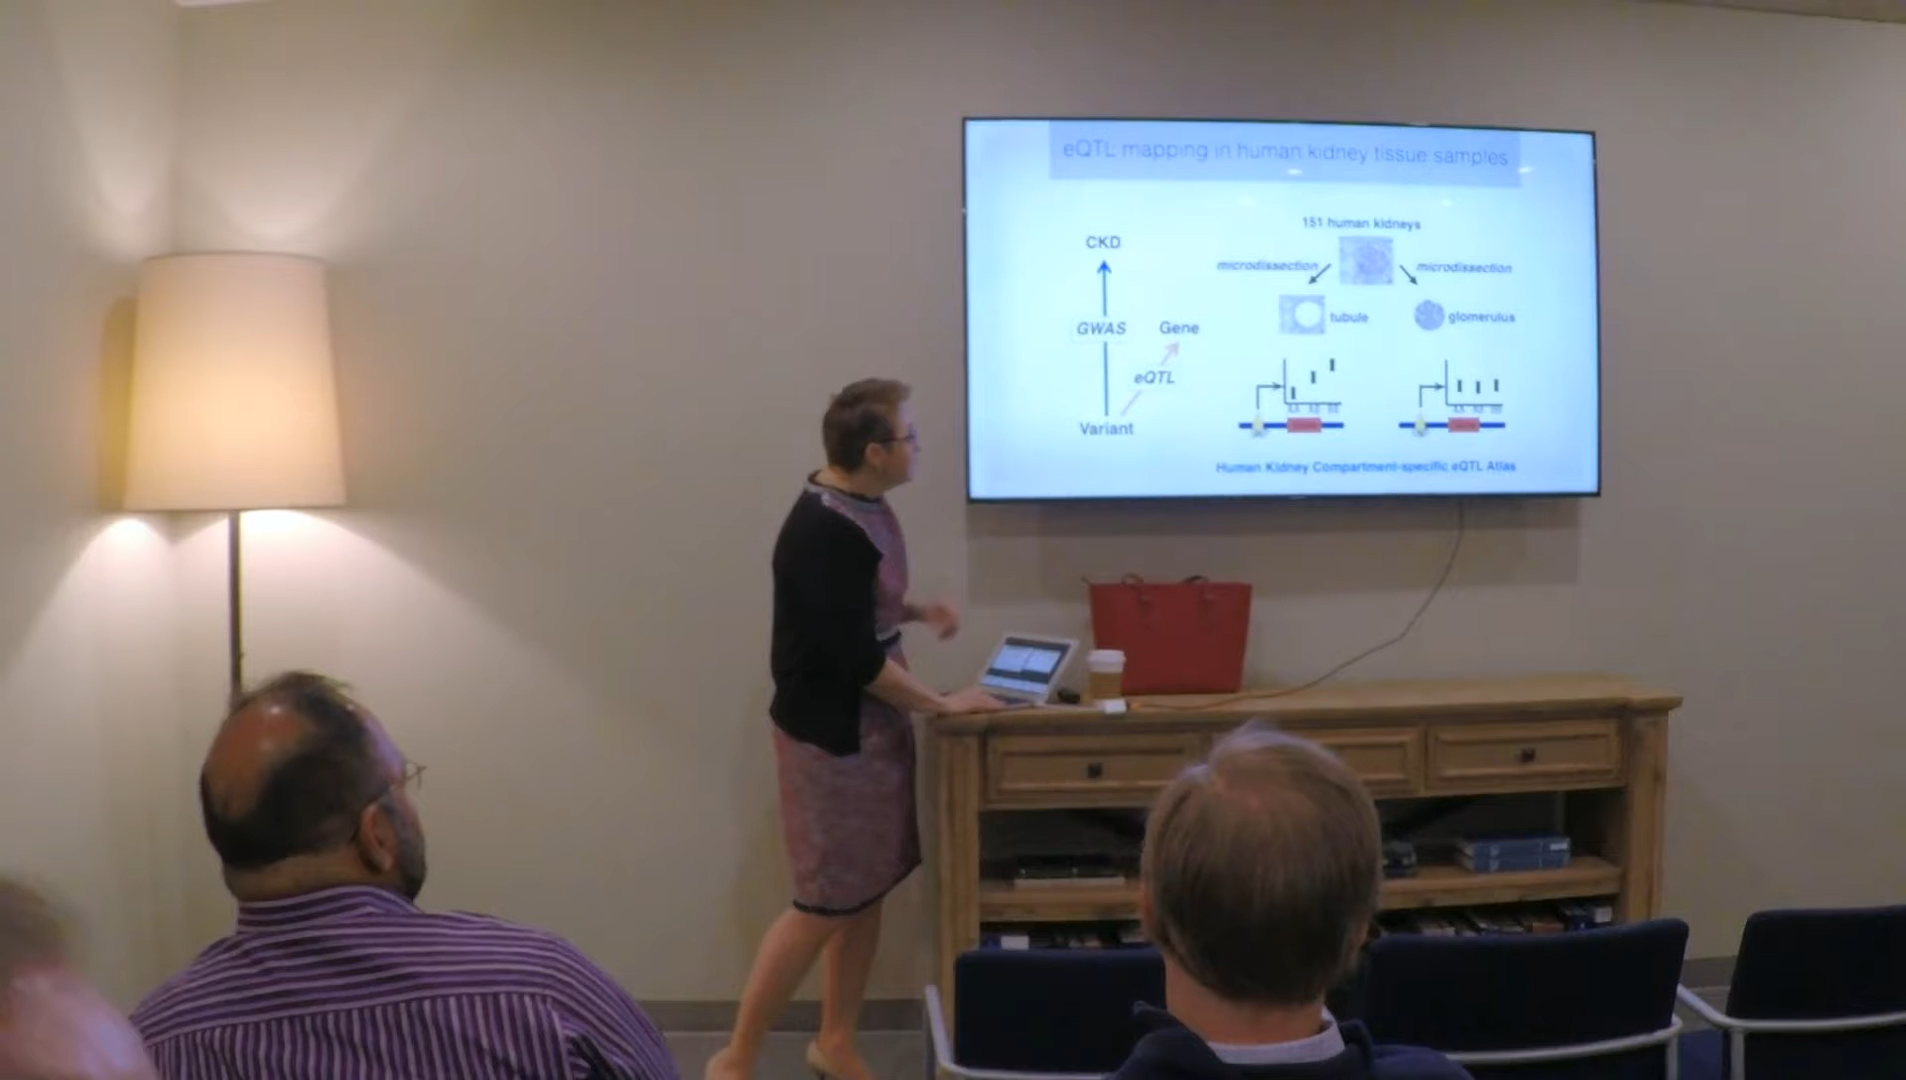 eQTL mapping in human kidney tissue samples
CKD
GWAS
Gene
eQTL
Variant
151 human kidneys
microdissection
microdissection
tubule
glomerulus
Human Kidney Compartment-specific eQTL Atlas